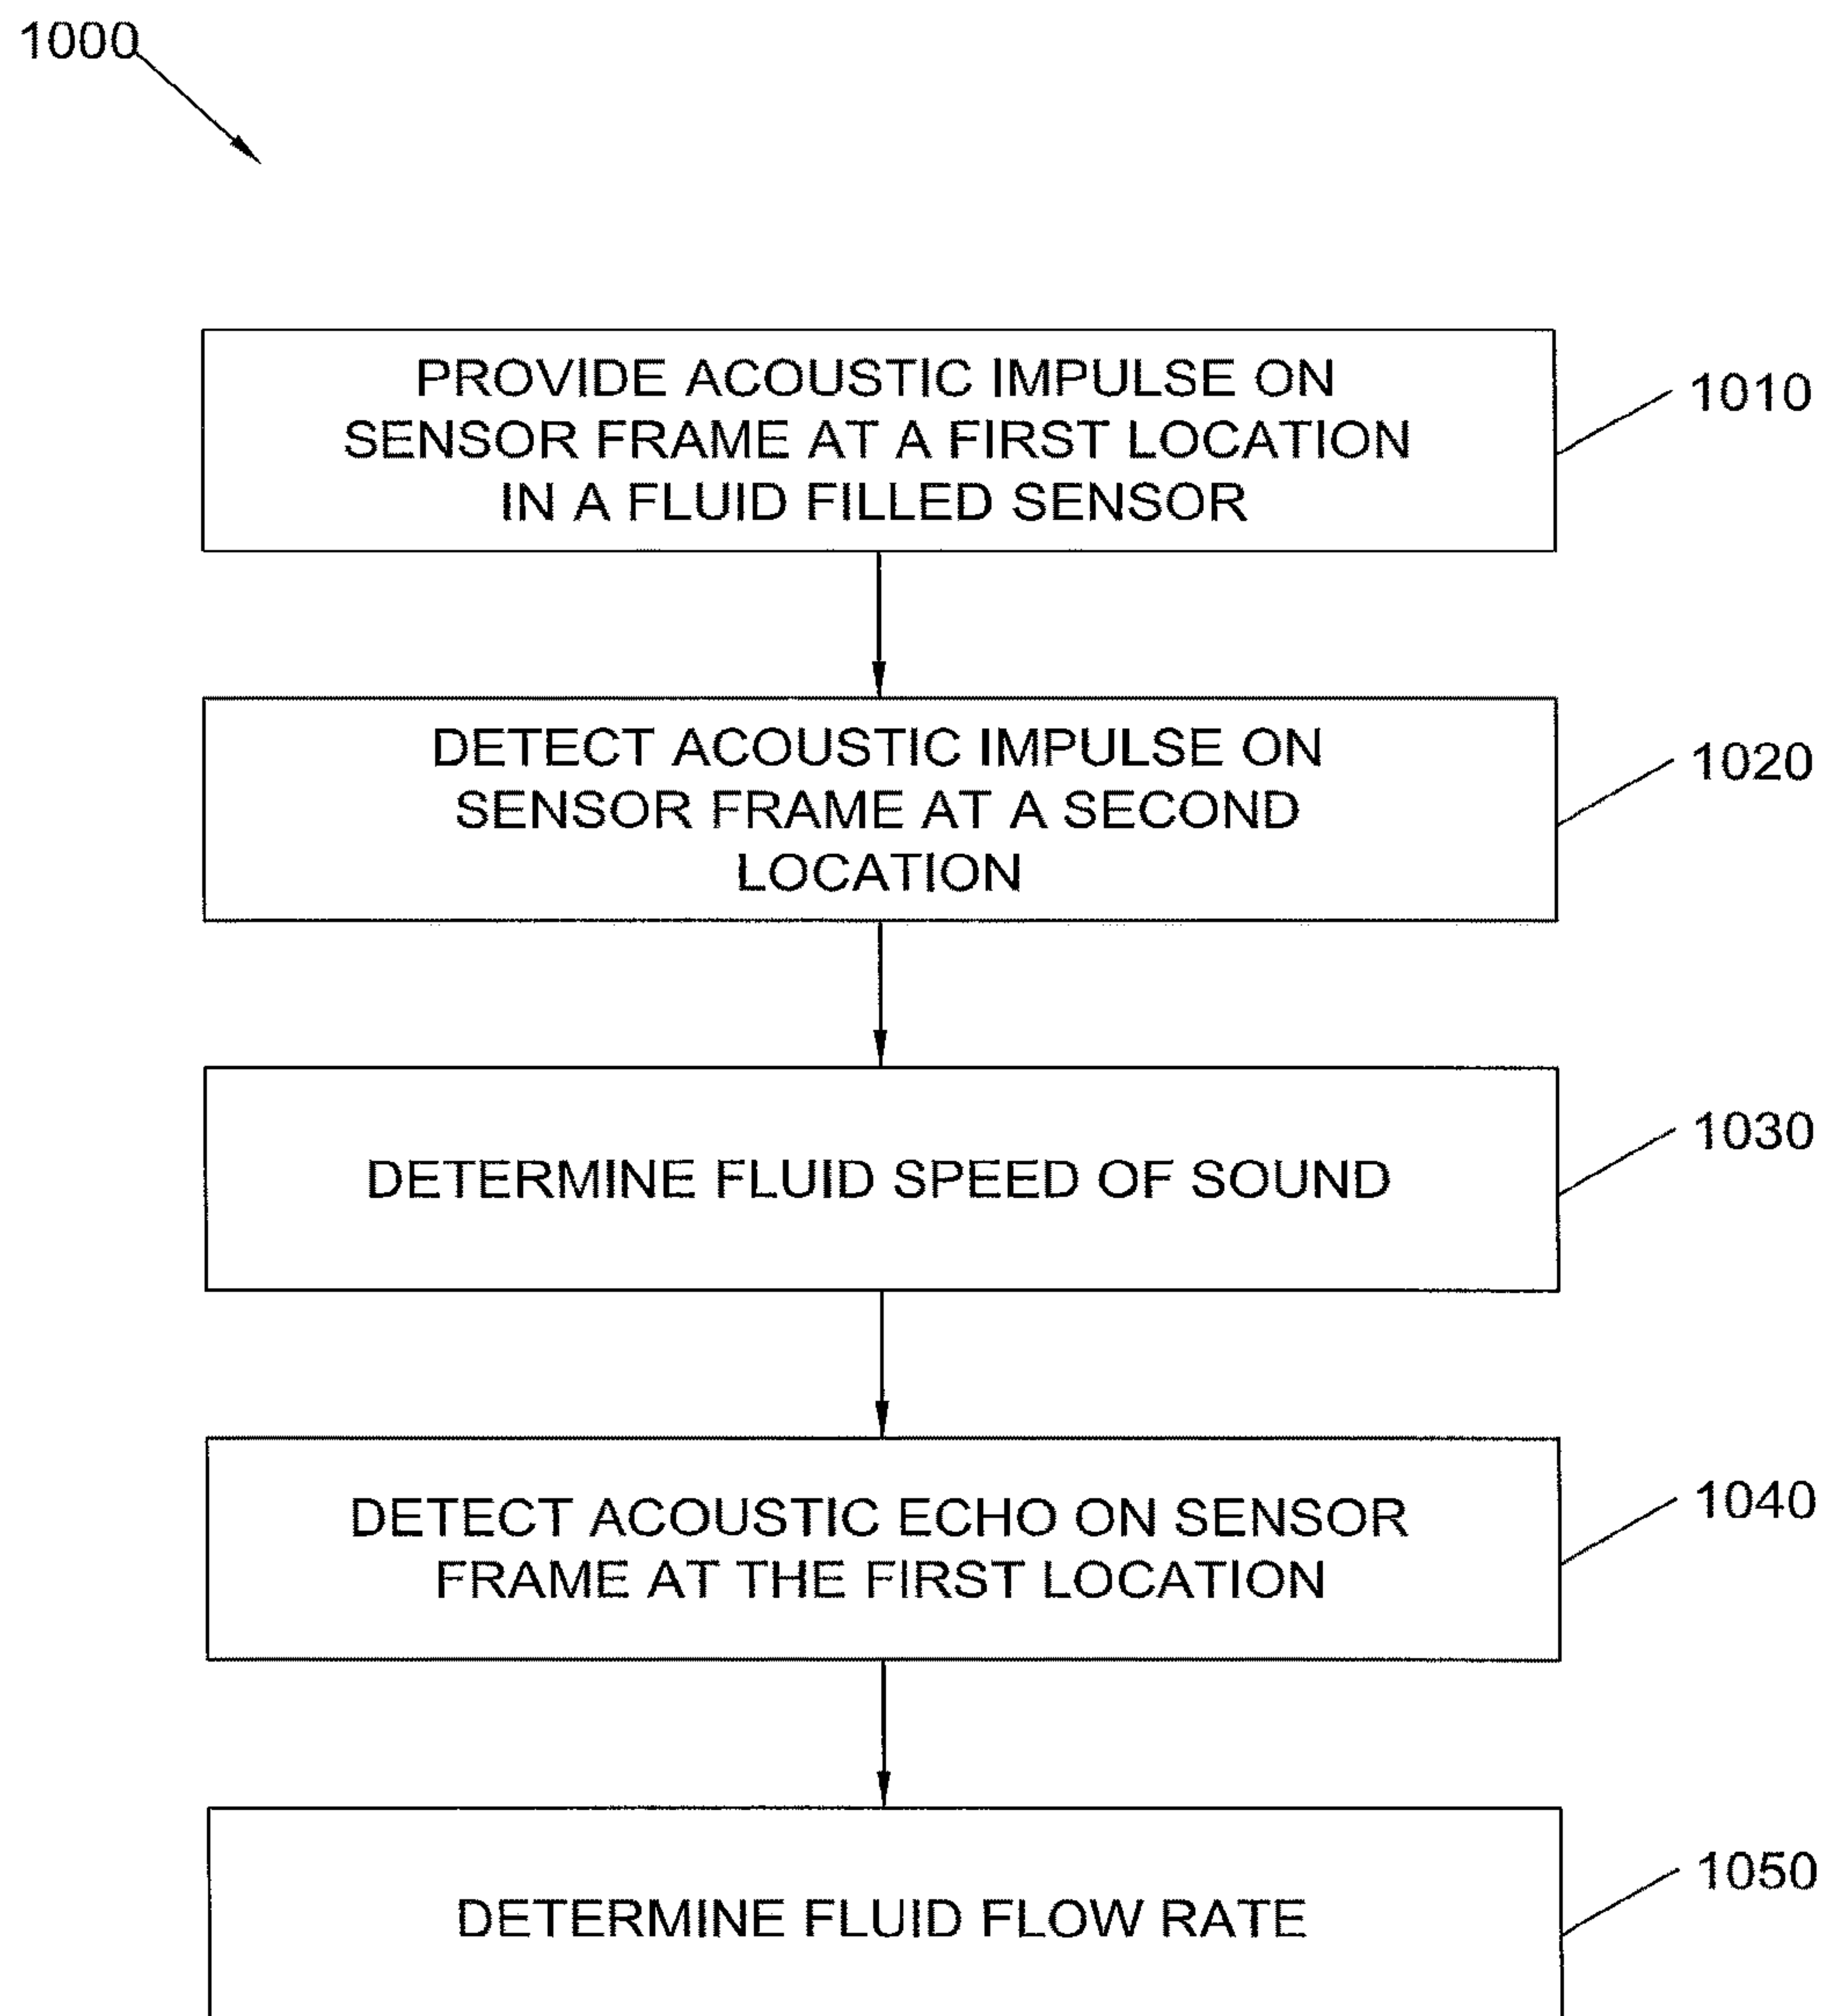 1000
PROVIDE ACOUSTIC IMPULSE ON
SENSOR FRAME AT A FIRST LOCATION
IN A FLUID FILLED SENSOR
1010
DETECT ACOUSTIC IMPULSE ON
SENSOR FRAME AT A SECOND
LOCATION
1020
DETERMINE FLUID SPEED OF SOUND
1030
DETECT ACOUSTIC ECHO ON SENSOR
FRAME AT THE FIRST LOCATION
1040
DETERMINE FLUID FLOW RATE
1050